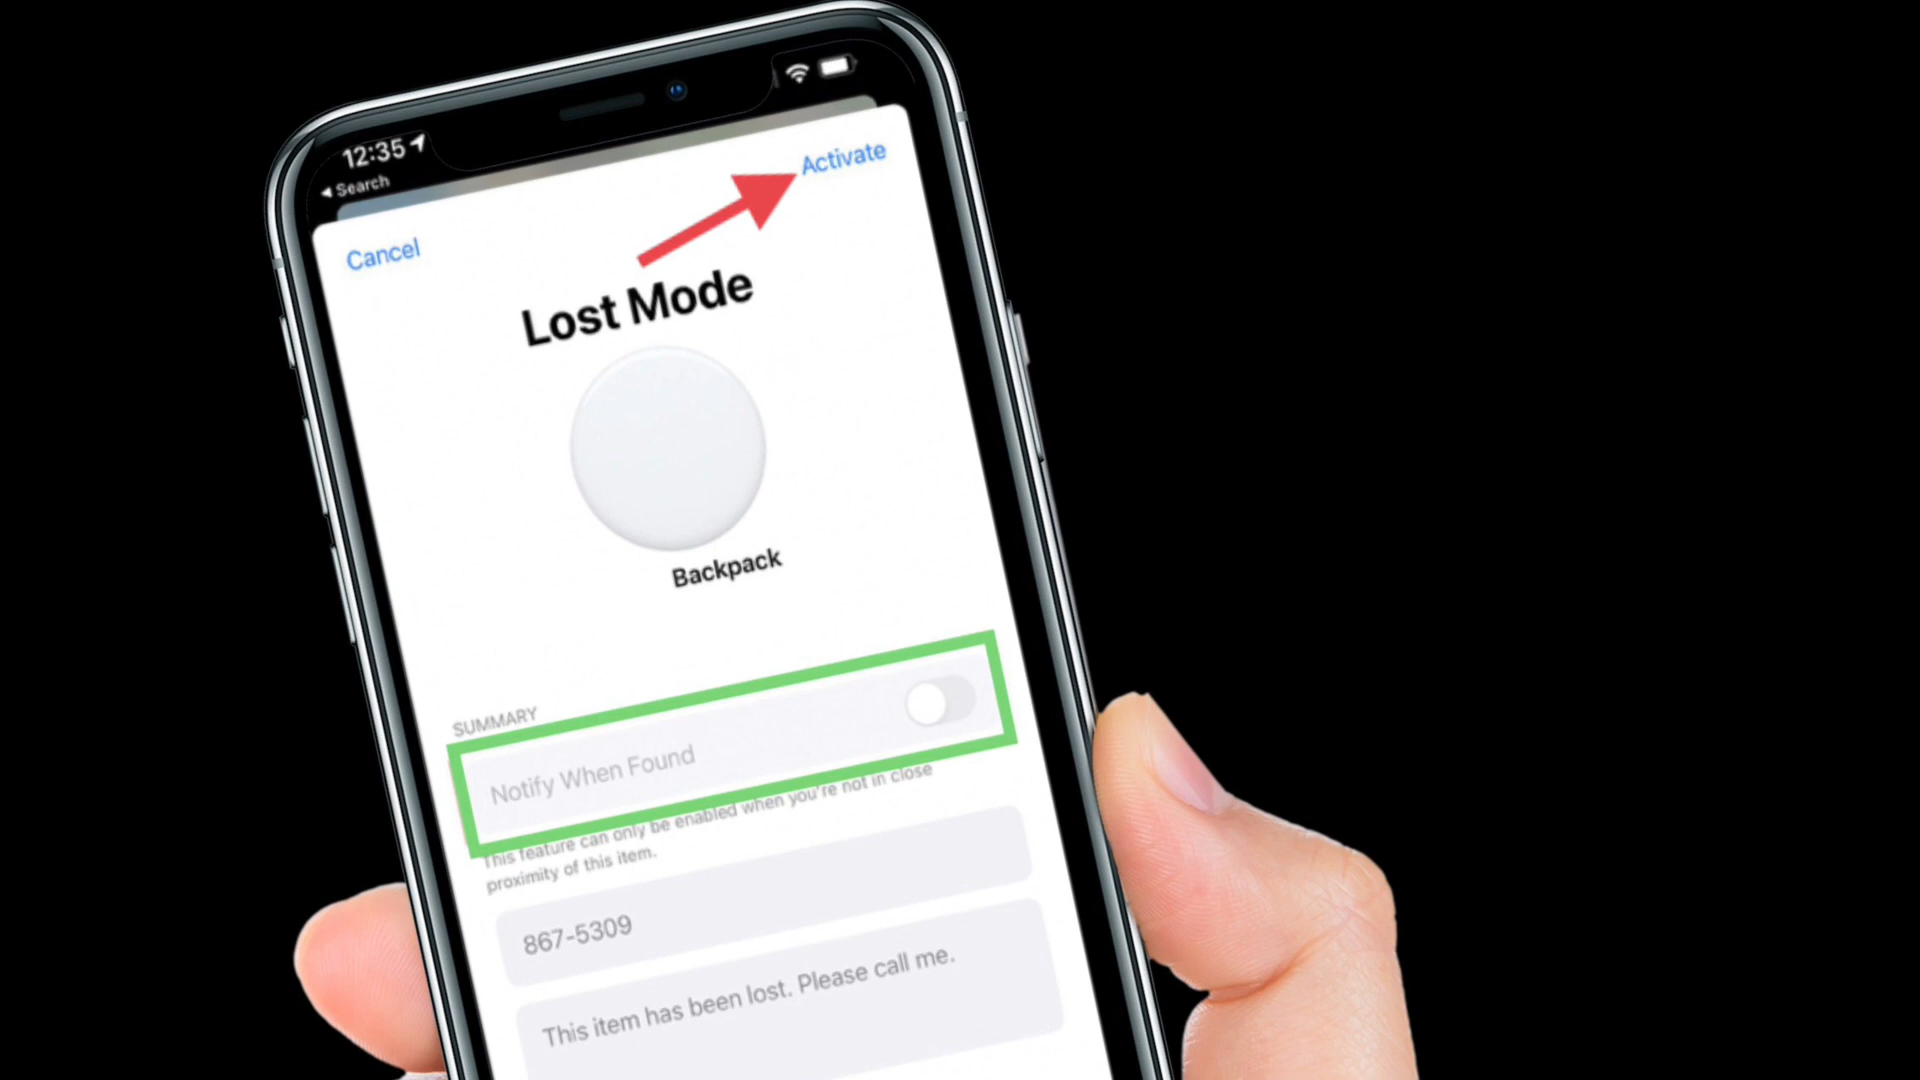 12:35
Search
Activate
Cancel
Lost Mode
Backpack
SUMMARY
Notify When Found
This feature can only be enabled when you're not in close
proximity of this item.
867-5309
This item has been lost. Please call me.